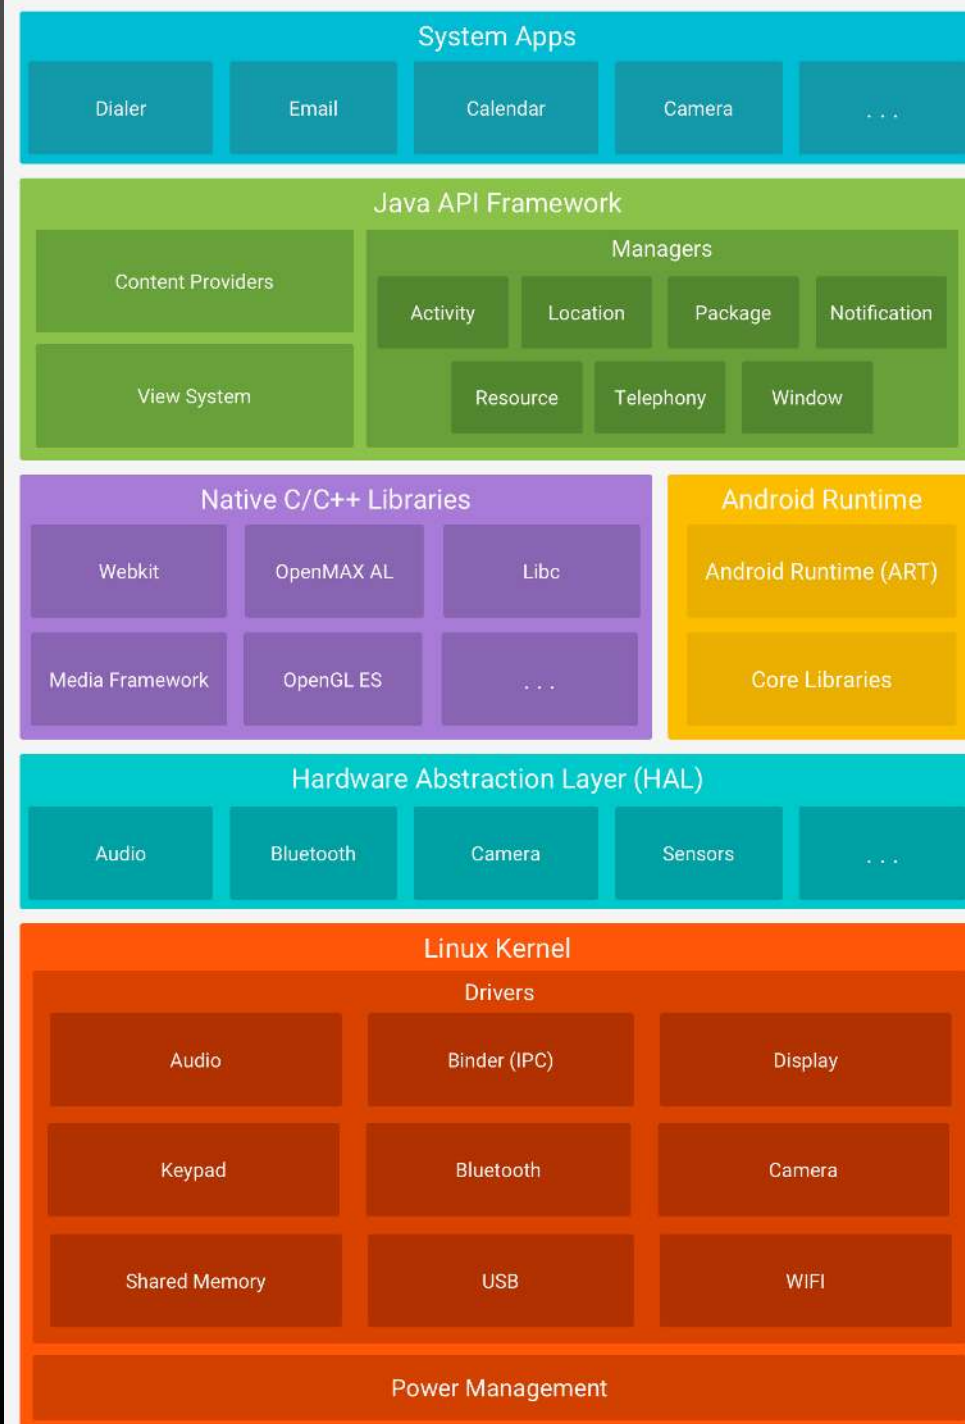 System Apps
Dialer Email Calendar Camera . . .
Java API Framework
Content Providers
View System
Managers
Activity Location Package Notification
Resource Telephony Window
Native C/C++ Libraries
Webkit OpenMAX AL Libc
Media Framework OpenGL ES . . .
Android Runtime
Android Runtime (ART)
Core Libraries
Hardware Abstraction Layer (HAL)
Audio Bluetooth Camera Sensors . . .
Linux Kernel
Drivers
Audio Binder (IPC) Display
Keypad Bluetooth Camera
Shared Memory USB WIFI
Power Management